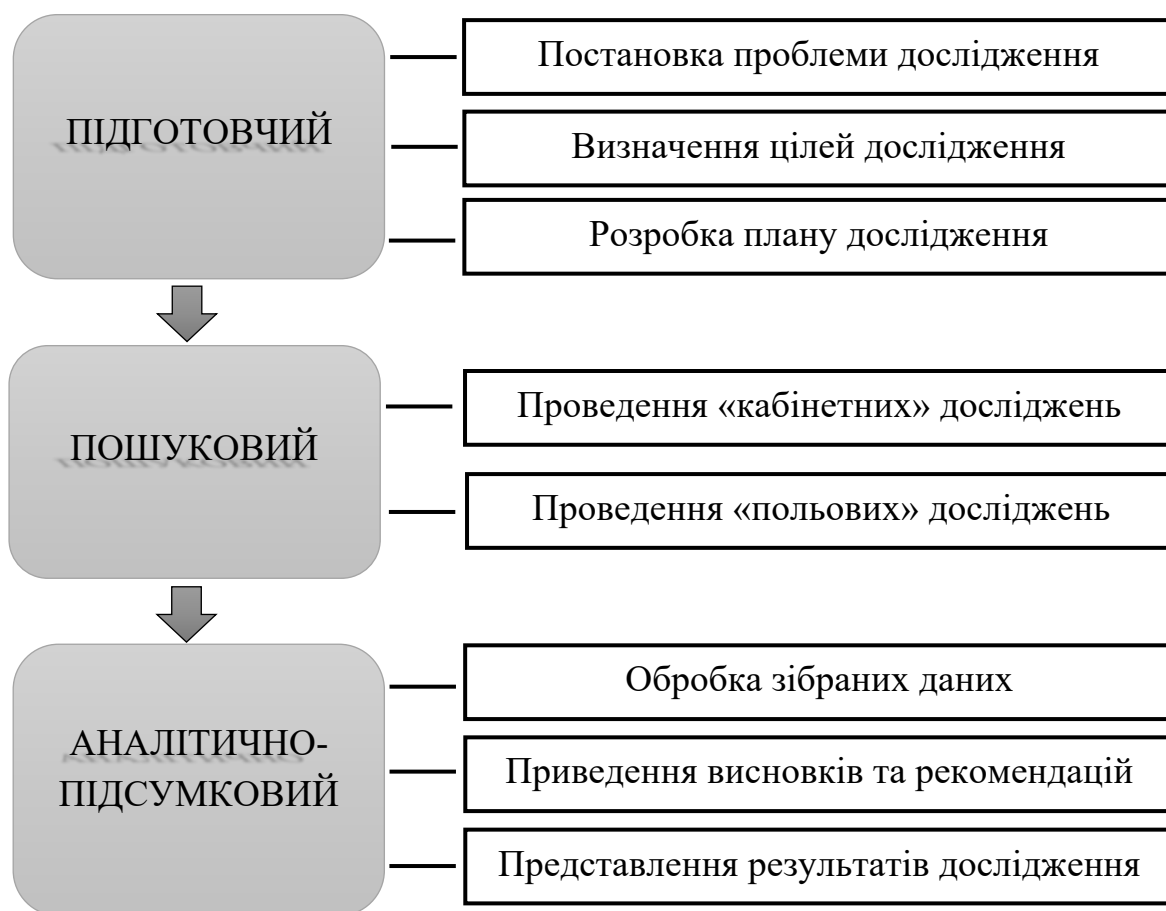 ПІДГОТОВЧИЙ
Постановка проблеми дослідження
Визначення цілей дослідження
Розробка плану дослідження
ПОШУКОВИЙ
Проведення «кабінетних» досліджень
Проведення «польових» досліджень
АНАЛІТИЧНО-
ПІДСУМКОВИЙ
Обробка зібраних даних
Приведення висновків та рекомендацій
Представлення результатів дослідження